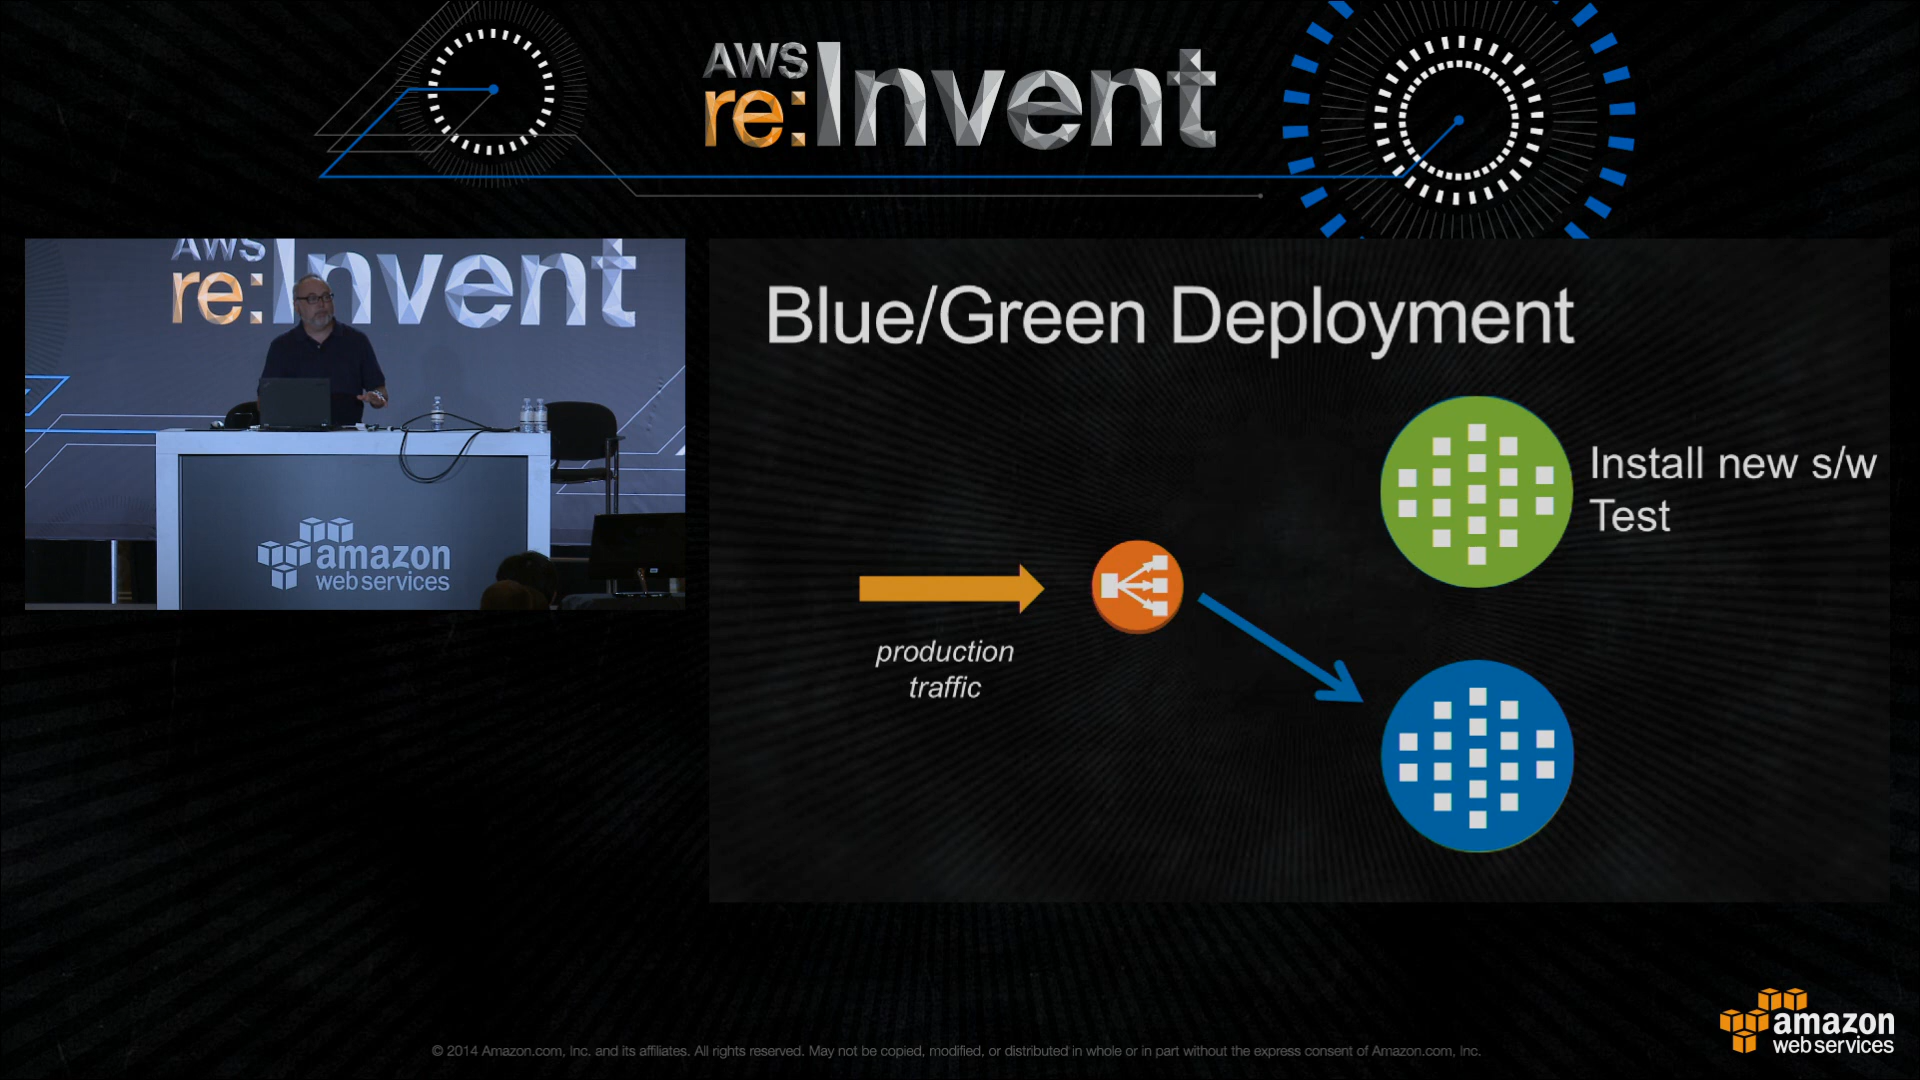 AWS
re:Invent
AWS
re:Invent
amazon
web services
Blue/Green Deployment
Install new s/w
Test
production
traffic
amazon
web services
© 2014 Amazon.com, Inc. and its affiliates. All rights reserved. May not be copied, modified, or distributed in whole or in part without the express consent of Amazon.com, Inc.